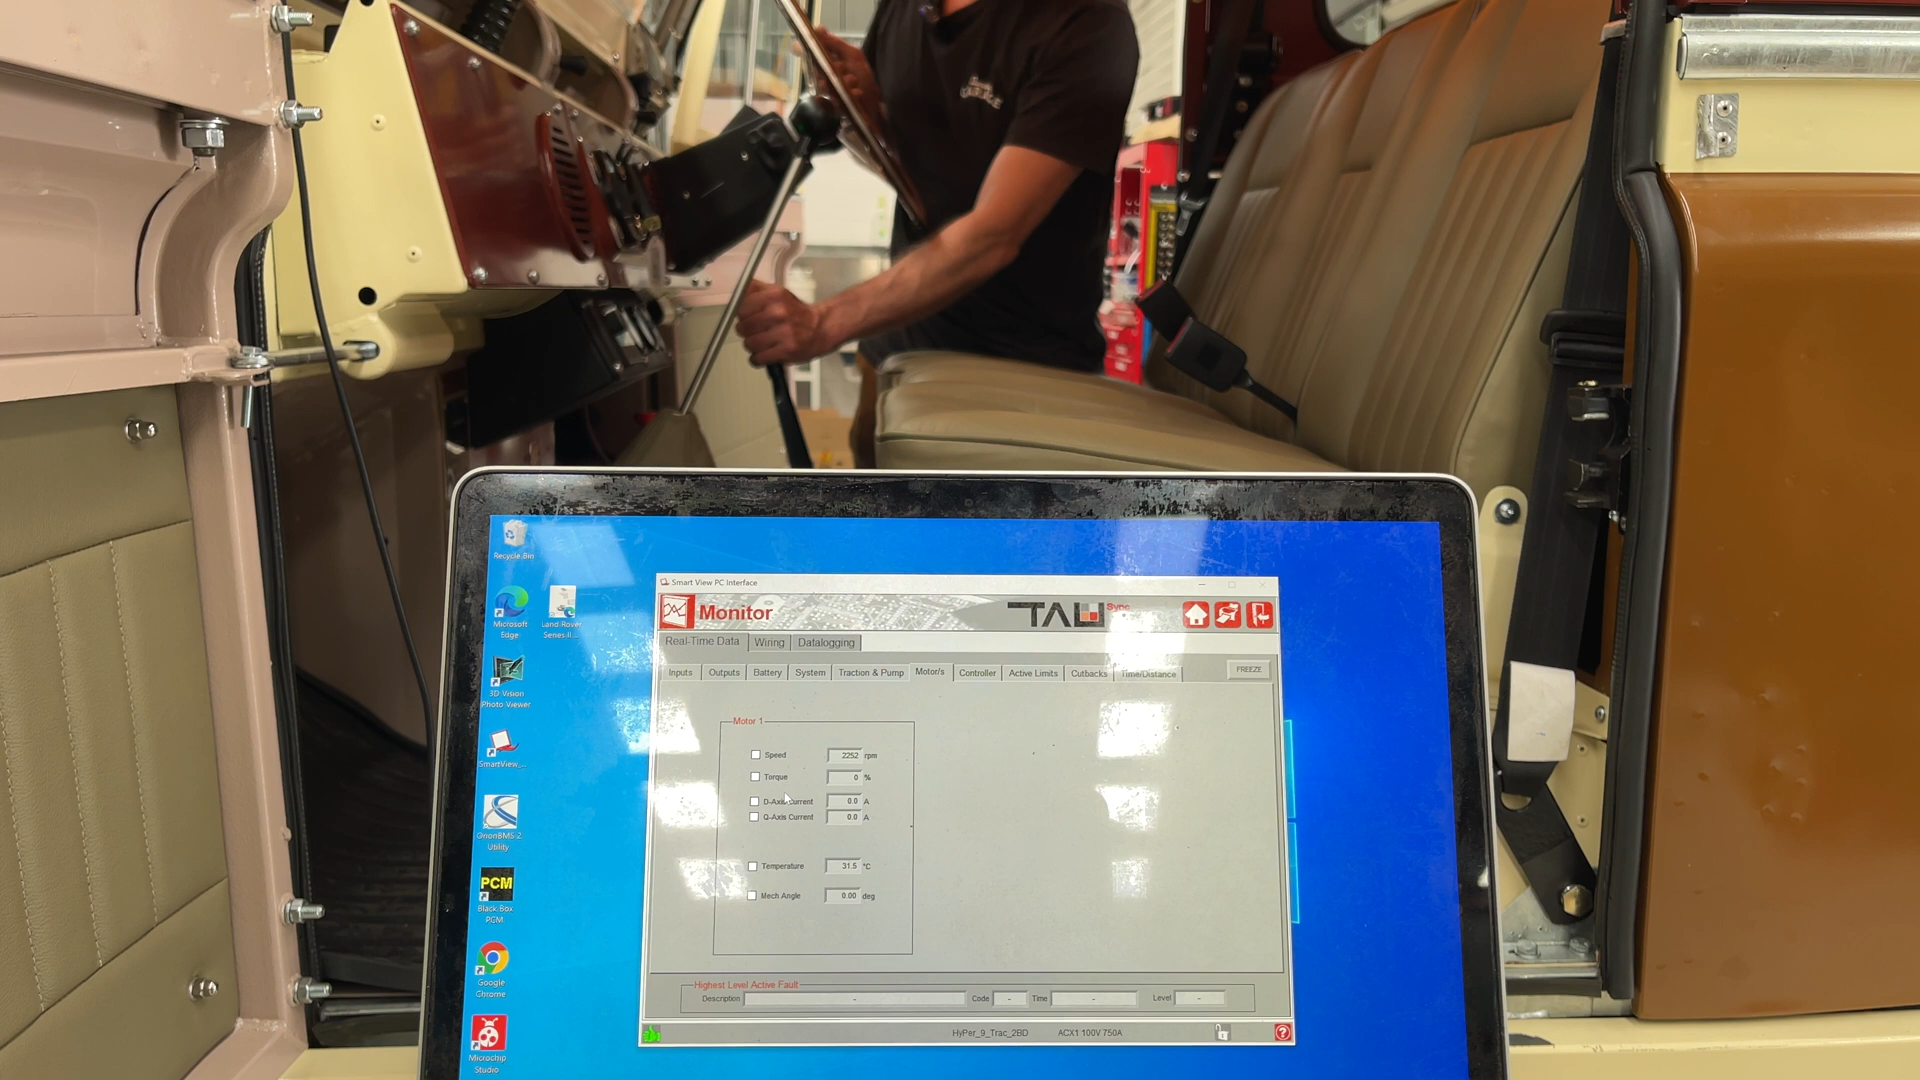 Recycle Bin
Microsoft
Edge
Land Rover
Series II...
3D Vision
Photo Viewer
SmartView_...
OrionBMS 2
Utility
PCM
Black Box
PGM
Google
Chrome
Microchip
Studio
Smart View PC Interface
Monitor
TAU
Sync
Real-Time Data Wiring Datalogging
Inputs Outputs Battery System Traction & Pump Motor/s Controller Active Limits Cutbacks Time/Distance
FREEZE
Motor 1
Speed 2252 rpm
Torque 0 %
D-Axis Current 0.0 A
Q-Axis Current 0.0 A
Temperature 31.5 °C
Mech Angle 0.00 deg
Highest Level Active Fault
Description - Code - Time - Level -
HyPer_9_Trac_2BD ACX1 100V 750A
?